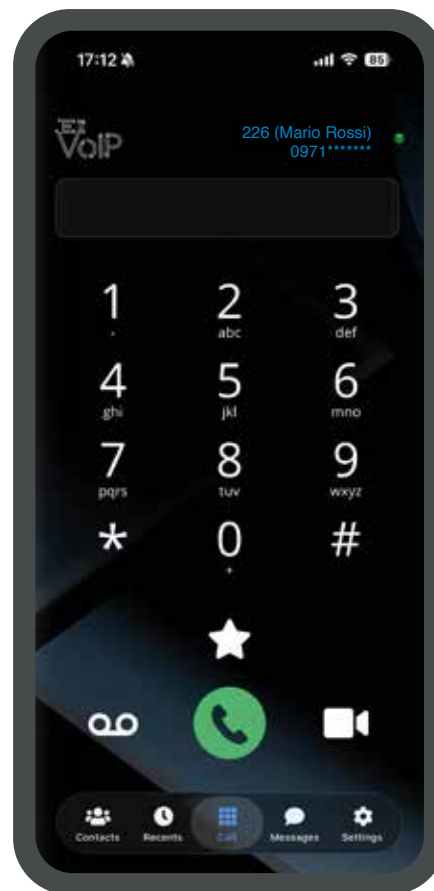 17:12
85
VoIP
226 (Mario Rossi)
0971*******
1
2
abc
3
def
4
ghi
5
jkl
6
mno
7
pqrs
8
tuv
9
wxyz
*
0
+
#
Contacts
Recents
Call
Messages
Settings